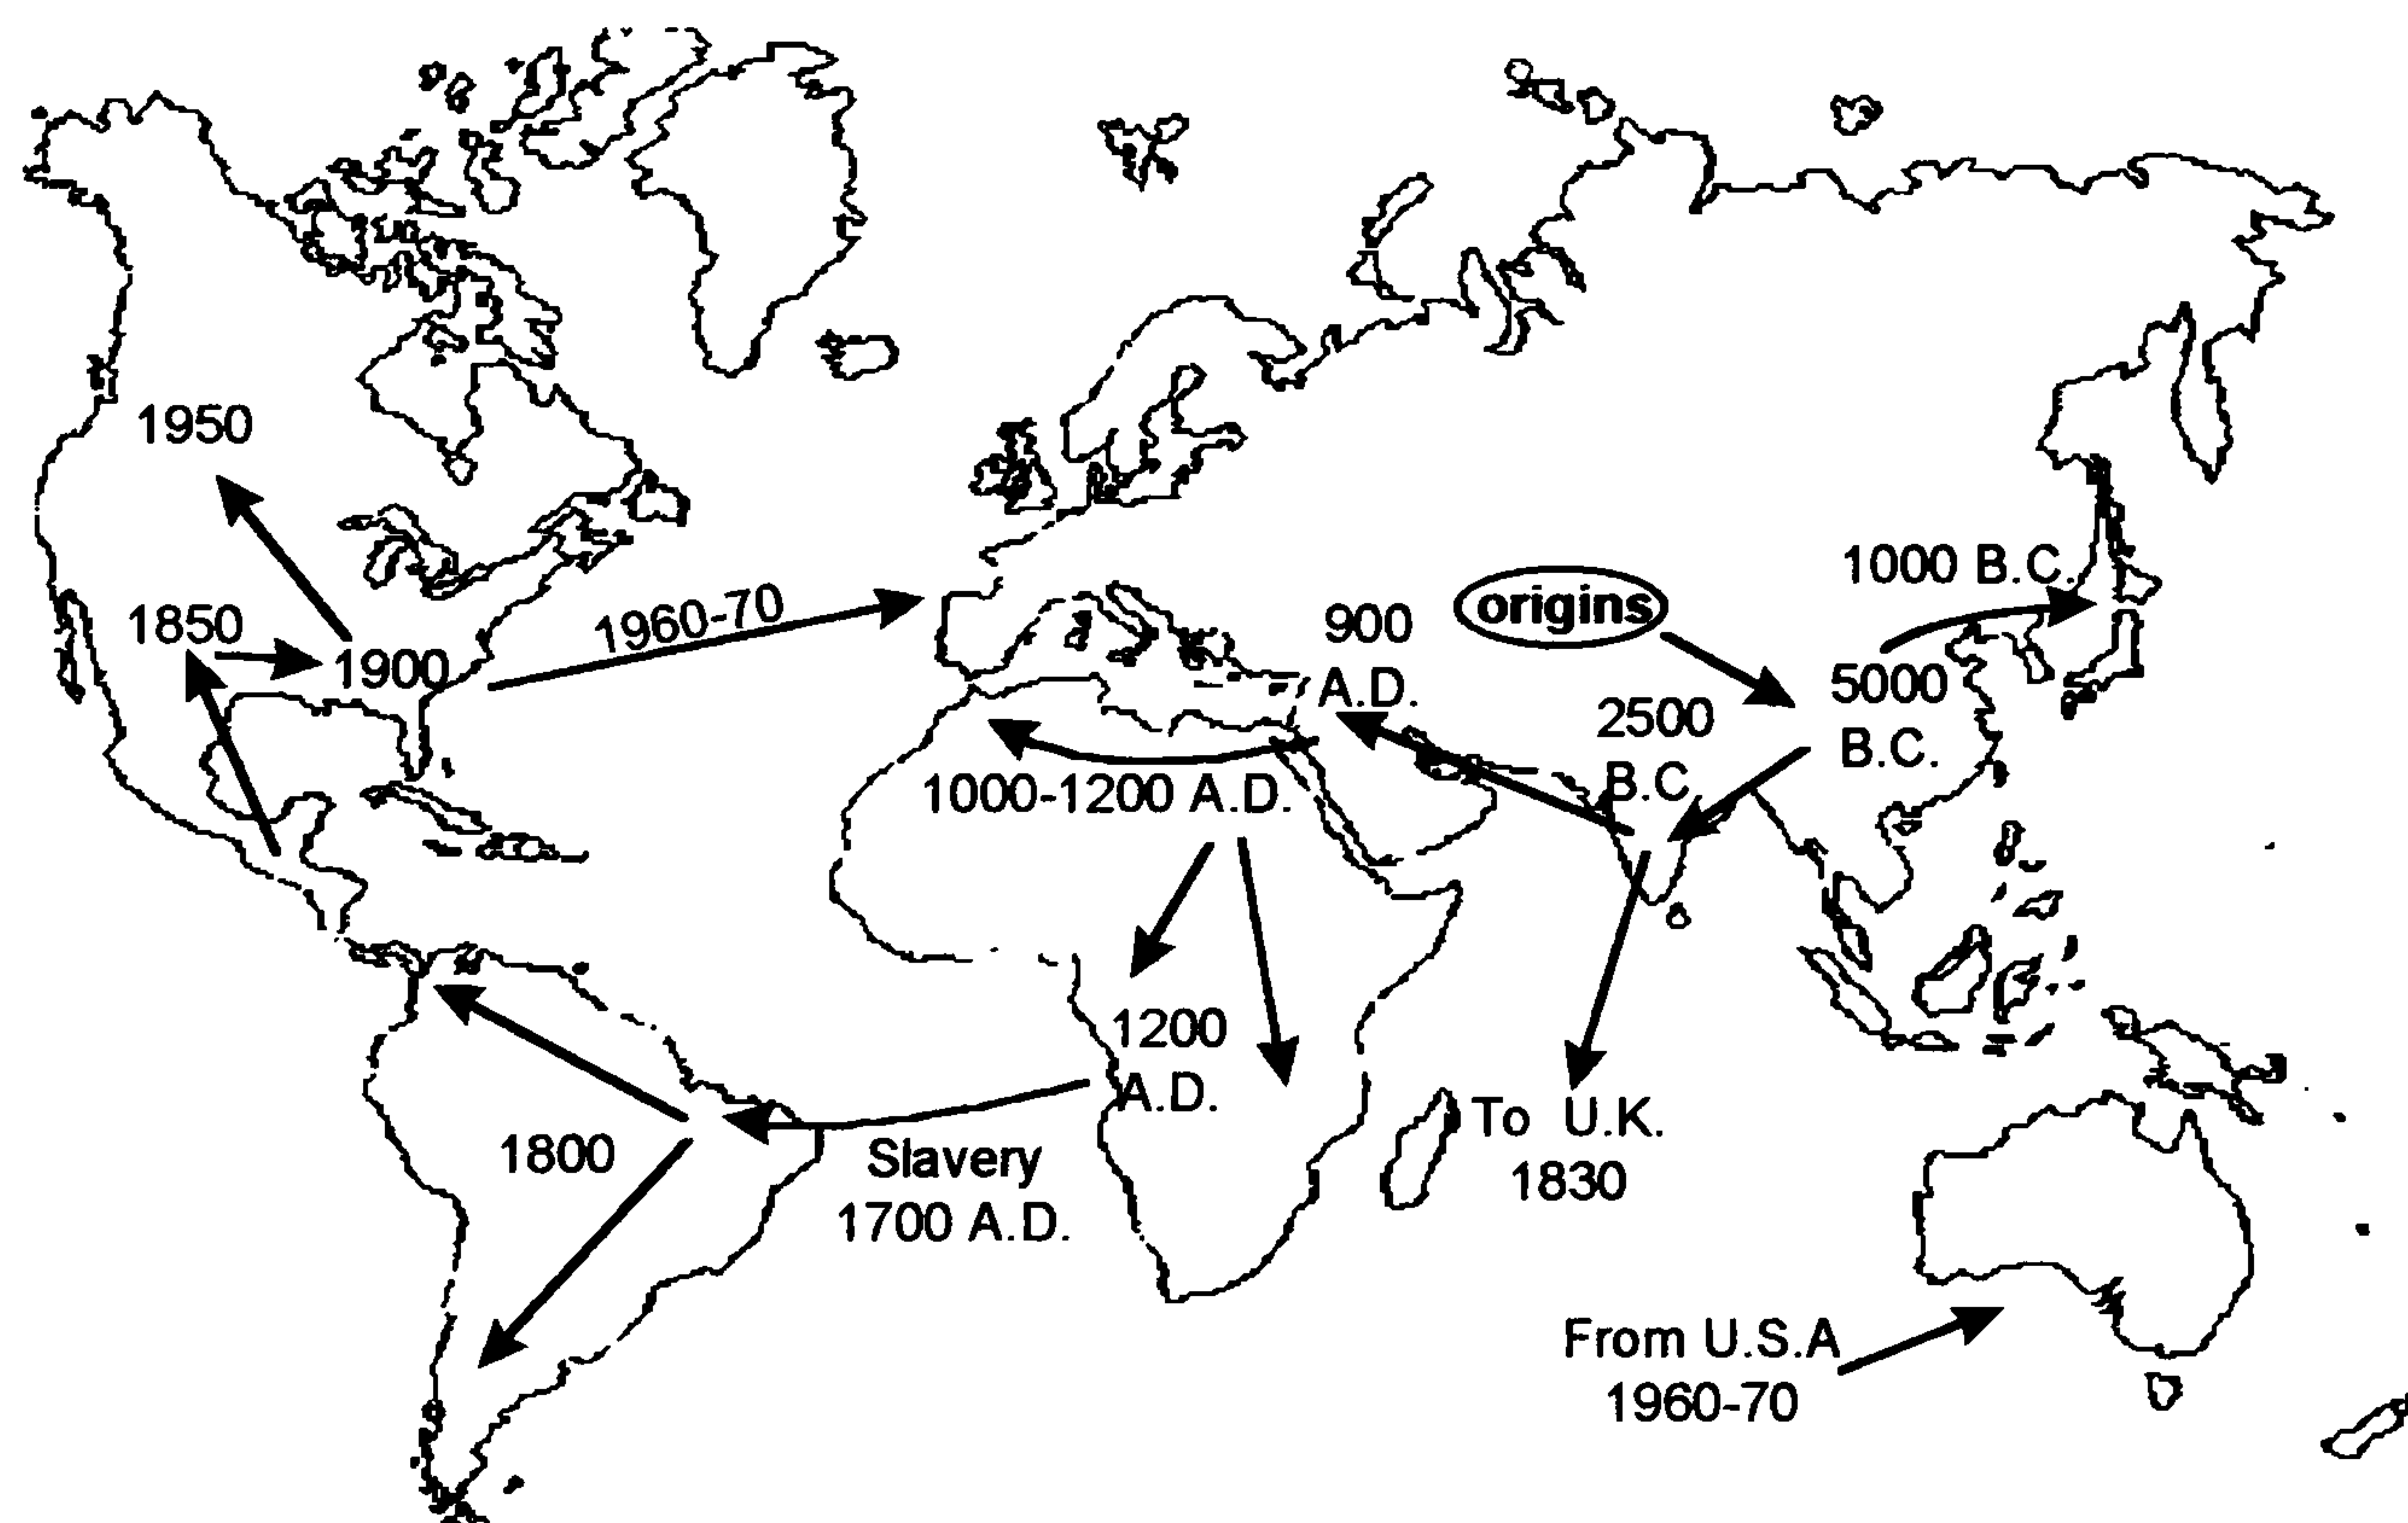 1950
1850
1900
1960-70
900
A.D.
origins
1000 B.C.
5000
B.C.
2500
B.C.
1000-1200 A.D.
1200
A.D.
1800
Slavery
1700 A.D.
To U.K.
1830
From U.S.A
1960-70